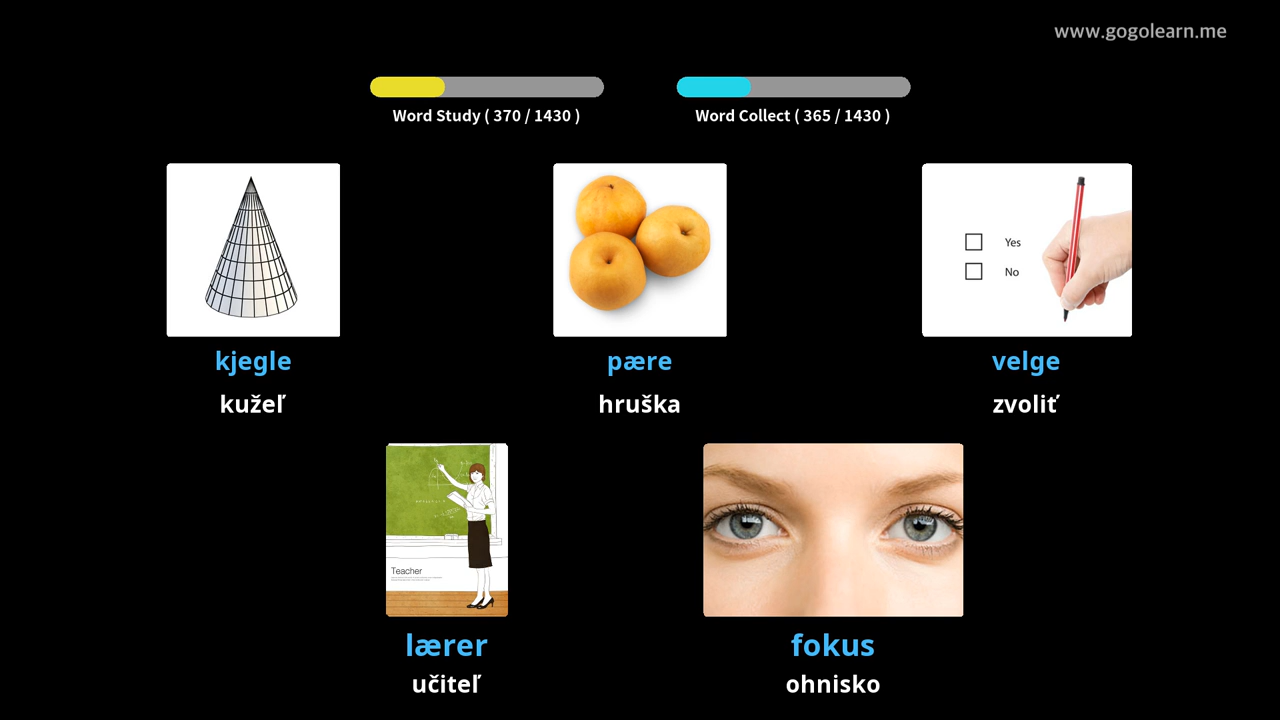 www.gogolearn.me
Word Study ( 370 / 1430 )
Word Collect ( 365 / 1430 )
Yes
No
kjegle
pære
velge
kužeľ
hruška
zvoliť
Teacher
lærer
fokus
učiteľ
ohnisko